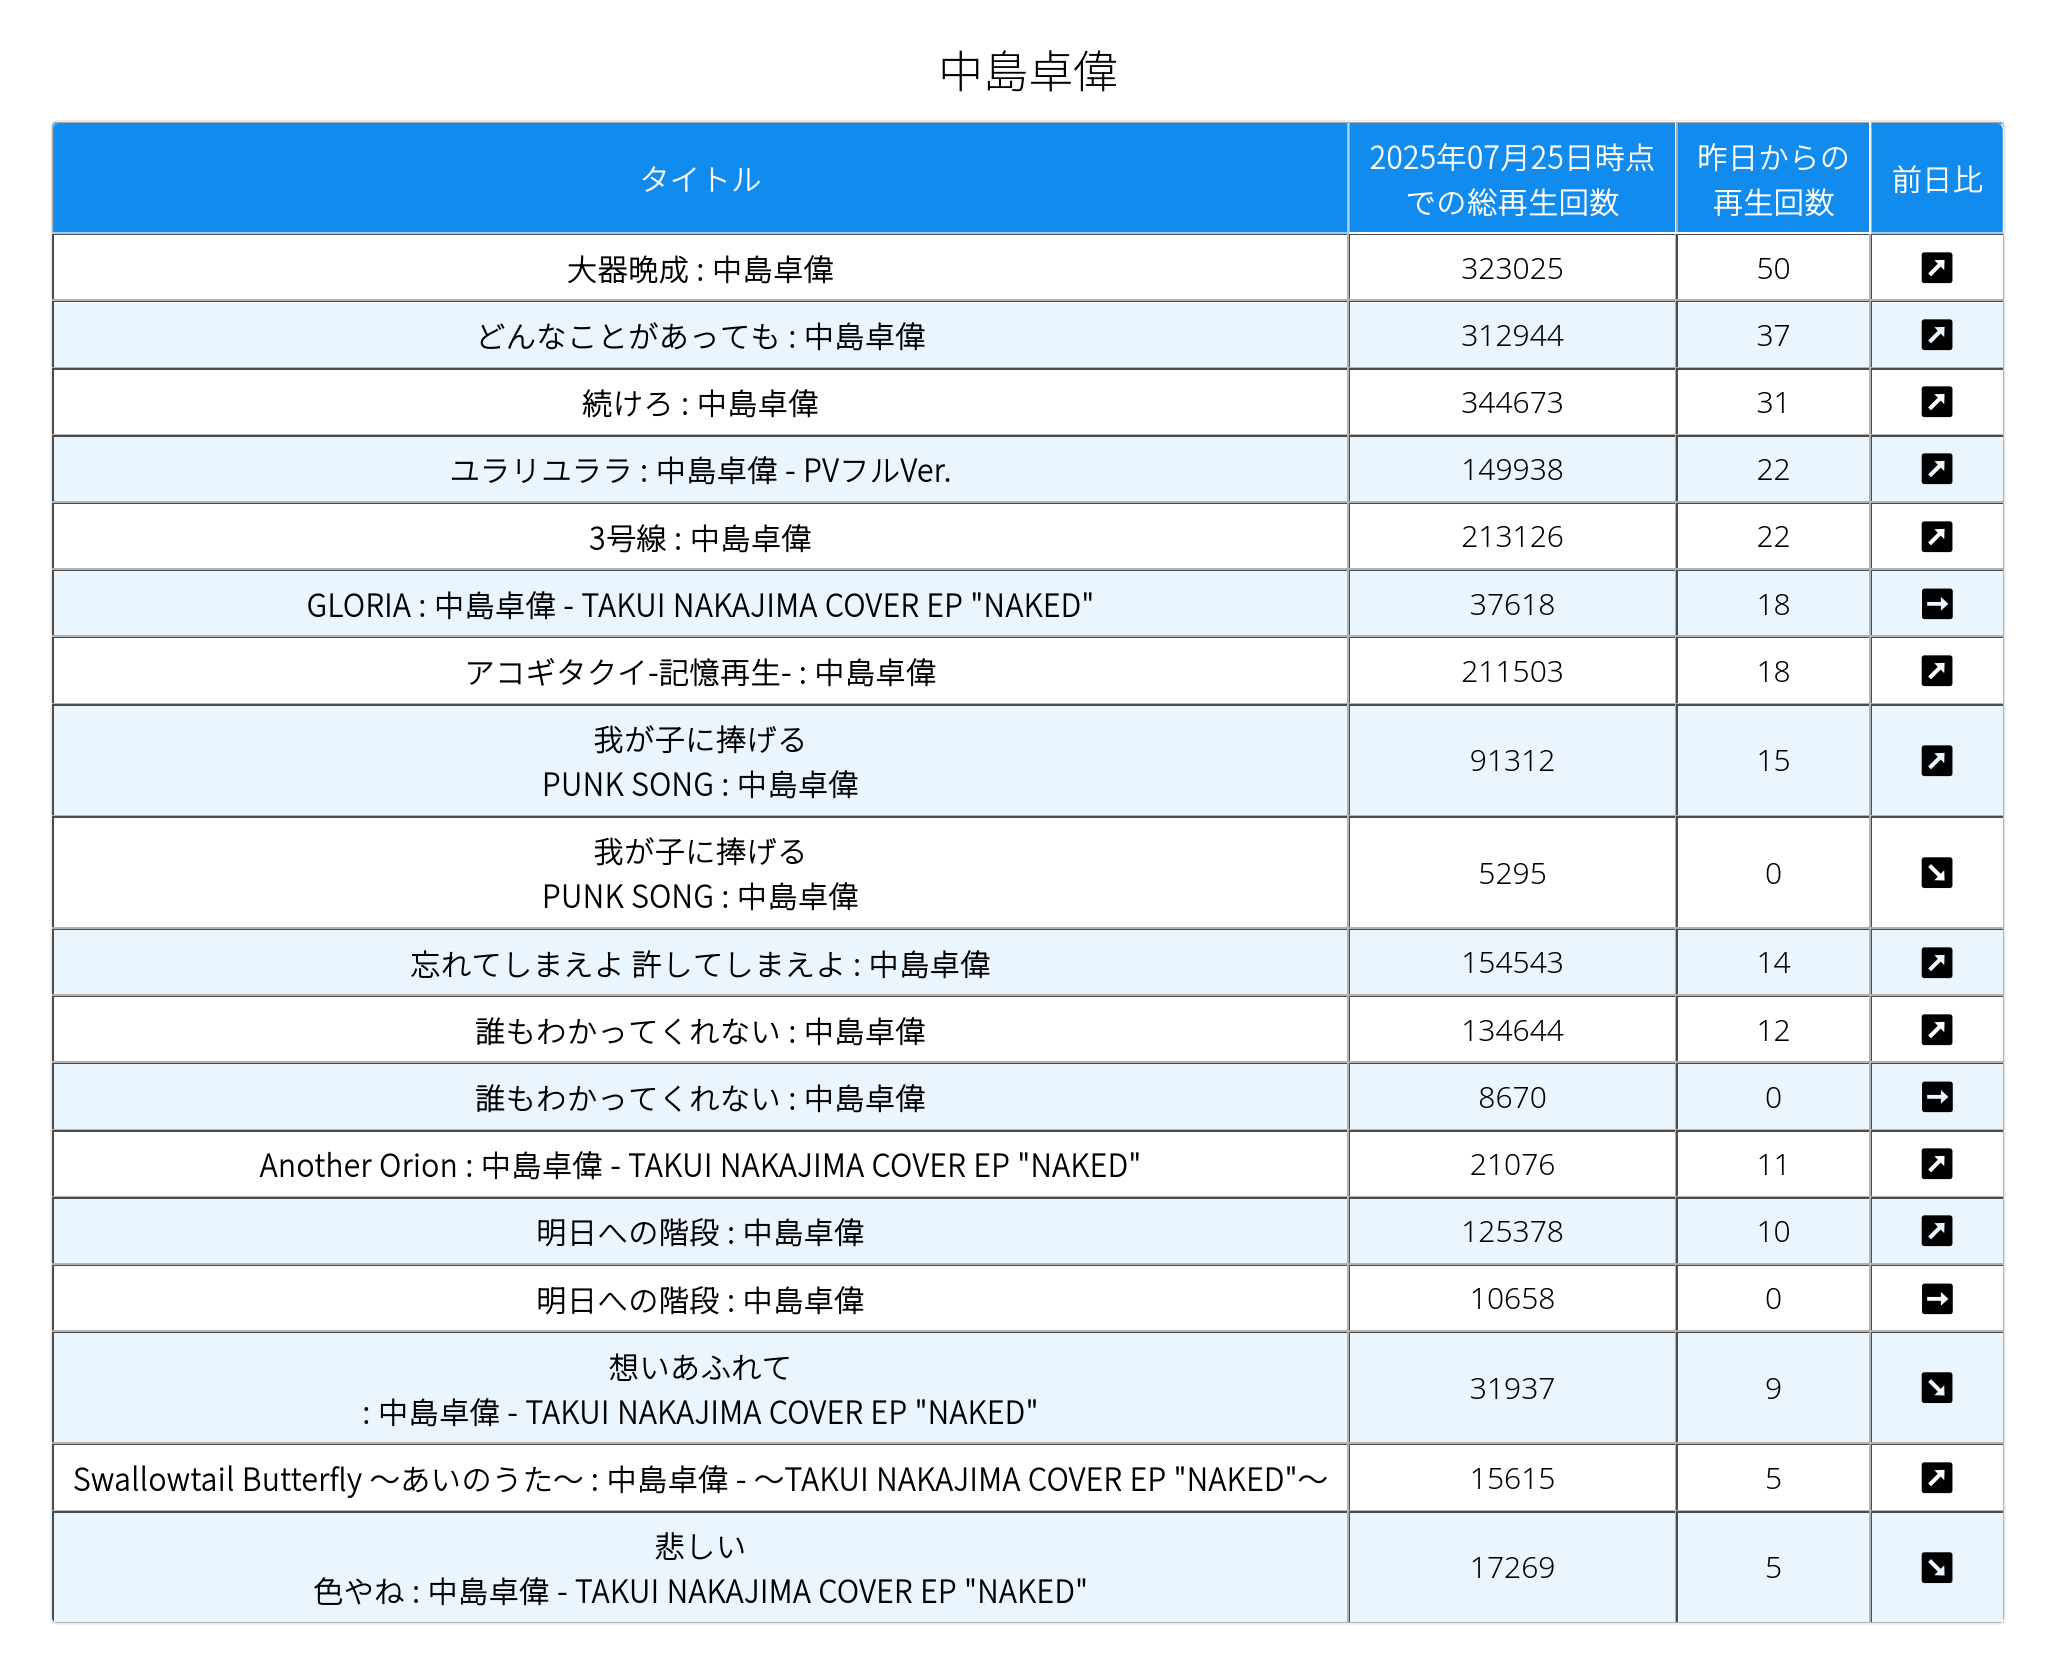 中島卓偉
タイトル
2025年07月25日時点
での総再生回数
昨日からの
再生回数
前日比
大器晩成 : 中島卓偉 323025 50
どんなことがあっても : 中島卓偉 312944 37
続けろ : 中島卓偉 344673 31
ユラリユララ : 中島卓偉 - PVフルVer. 149938 22
3号線 : 中島卓偉 213126 22
GLORIA : 中島卓偉 - TAKUI NAKAJIMA COVER EP "NAKED" 37618 18
アコギタクイ-記憶再生- : 中島卓偉 211503 18
我が子に捧げる
PUNK SONG : 中島卓偉 91312 15
我が子に捧げる
PUNK SONG : 中島卓偉 5295 0
忘れてしまえよ 許してしまえよ : 中島卓偉 154543 14
誰もわかってくれない : 中島卓偉 134644 12
誰もわかってくれない : 中島卓偉 8670 0
Another Orion : 中島卓偉 - TAKUI NAKAJIMA COVER EP "NAKED" 21076 11
明日への階段 : 中島卓偉 125378 10
明日への階段 : 中島卓偉 10658 0
想いあふれて
: 中島卓偉 - TAKUI NAKAJIMA COVER EP "NAKED" 31937 9
Swallowtail Butterfly ～あいのうた～ : 中島卓偉 - ～TAKUI NAKAJIMA COVER EP "NAKED"～ 15615 5
悲しい
色やね : 中島卓偉 - TAKUI NAKAJIMA COVER EP "NAKED" 17269 5